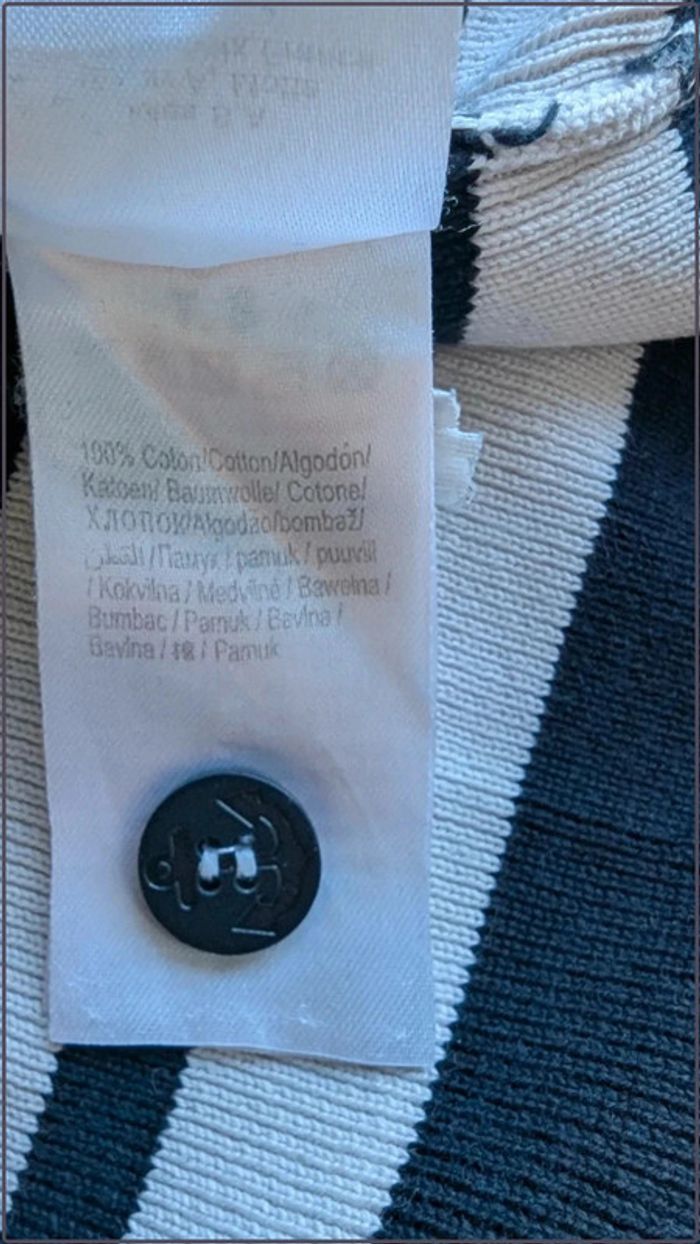 100% Coton/Cotton/Algodón/
Katoen/ Baumwolle/ Cotone/
ХЛОПОК/Algodão/bombaž/
/Памук / pamuk / puuvill
/ Kokvilna / Medvilnė / Bawełna /
Bumbac / Pamuk / Bavlna /
Bavlna / 棉 / Pamuk